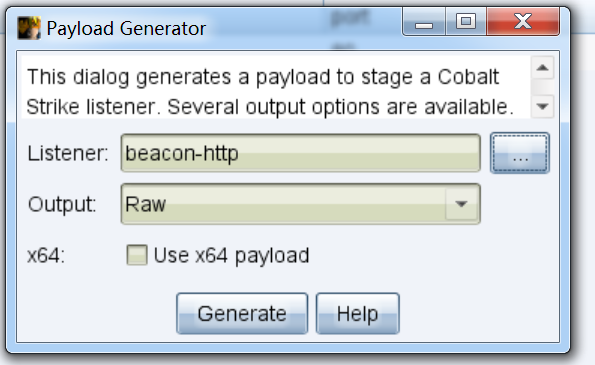 port
Payload Generator
This dialog generates a payload to stage a Cobalt
Strike listener. Several output options are available.
Listener: beacon-http ...
Output: Raw
x64: Use x64 payload
Generate Help